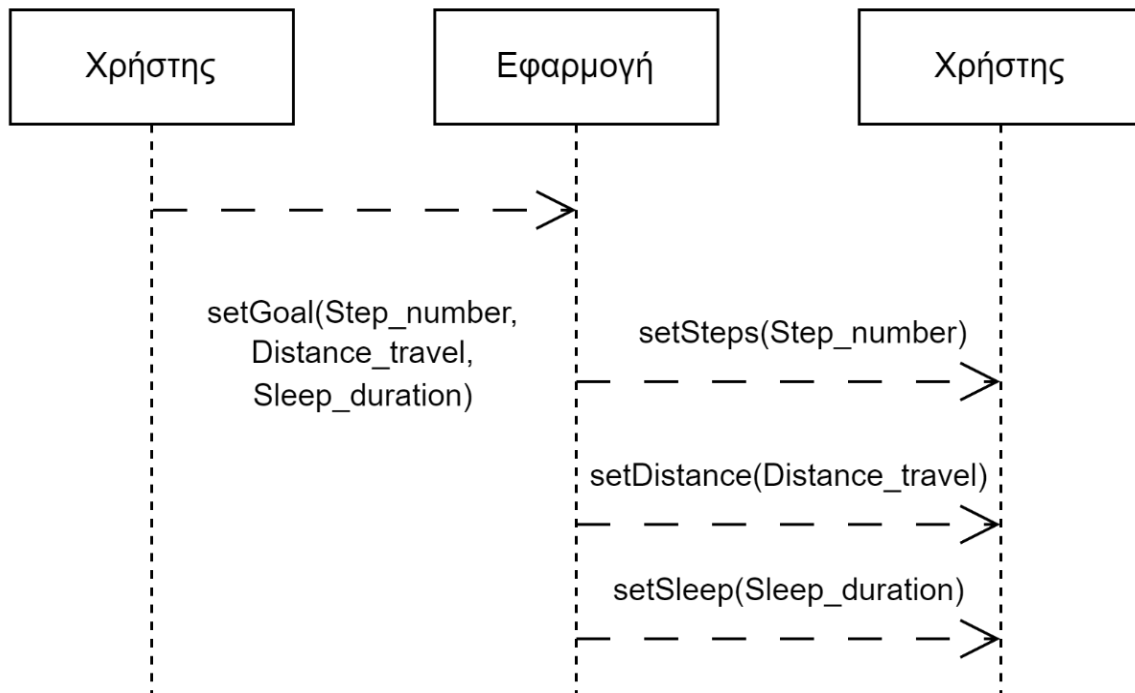 Χρήστης
Εφαρμογή
Χρήστης
setGoal(Step_number,
Distance_travel,
Sleep_duration)
setSteps(Step_number)
setDistance(Distance_travel)
setSleep(Sleep_duration)